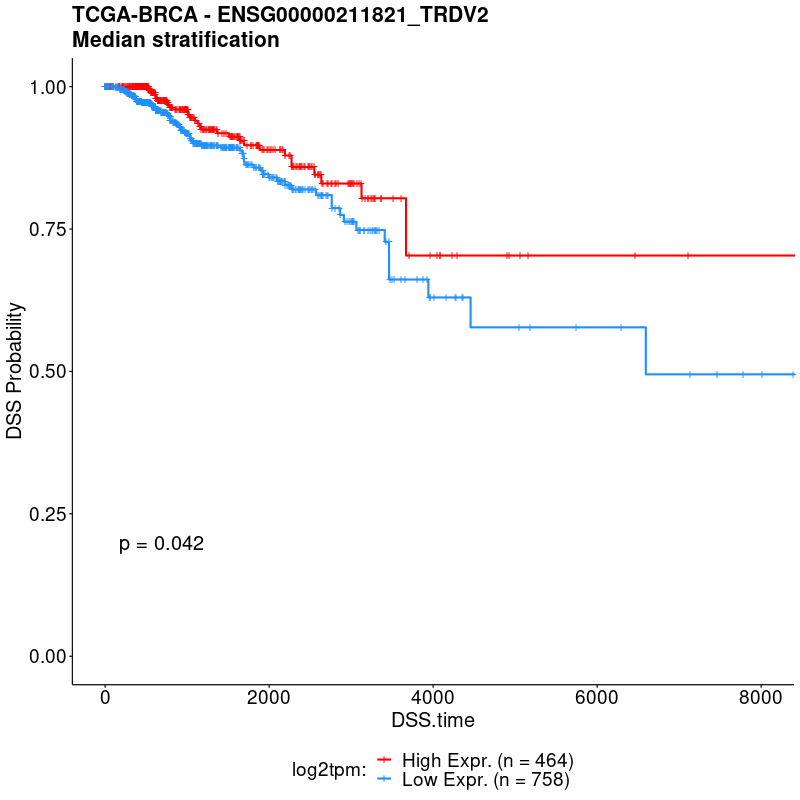 TCGA-BRCA - ENSG00000211821_TRDV2
Median stratification
1.00
0.75
0.50
0.25
0.00
DSS Probability
p = 0.042
0 2000 4000 6000 8000
DSS.time
log2tpm:
High Expr. (n = 464)
Low Expr. (n = 758)